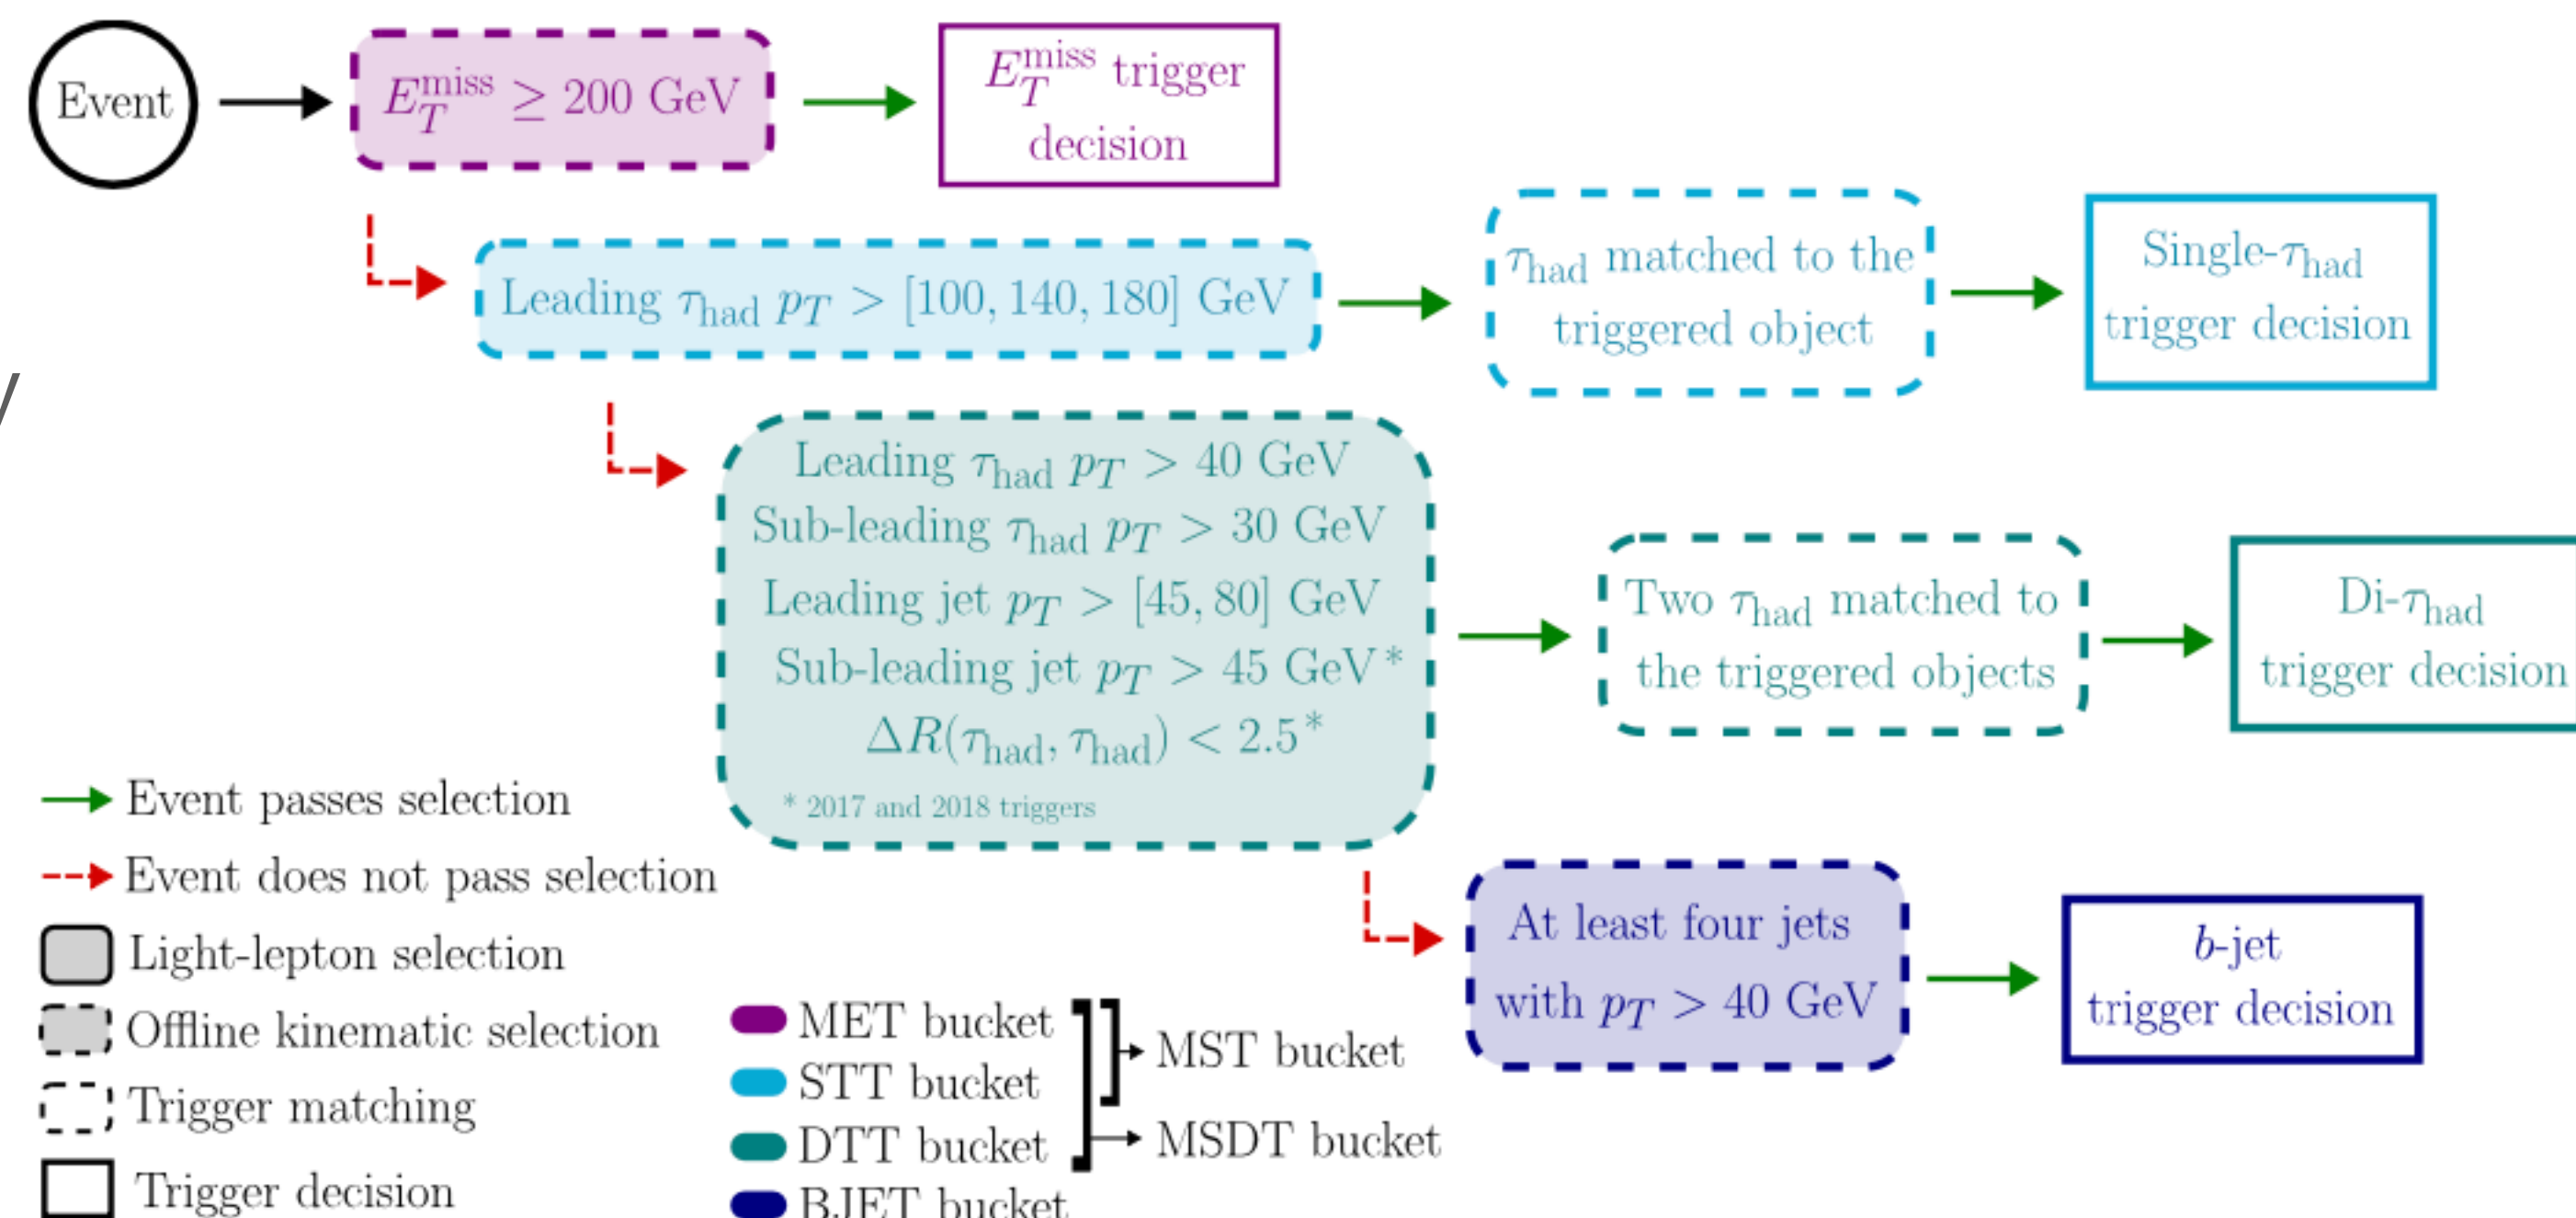 Event
E_T^miss ≥ 200 GeV
E_T^miss trigger
decision
Leading τ_had p_T > [100, 140, 180] GeV
τ_had matched to the
triggered object
Single-τ_had
trigger decision
Leading τ_had p_T > 40 GeV
Sub-leading τ_had p_T > 30 GeV
Leading jet p_T > [45, 80] GeV
Sub-leading jet p_T > 45 GeV*
ΔR(τ_had, τ_had) < 2.5*
* 2017 and 2018 triggers
Two τ_had matched to
the triggered objects
Di-τ_had
trigger decision
At least four jets
with p_T > 40 GeV
b-jet
trigger decision
Event passes selection
Event does not pass selection
Light-lepton selection
Offline kinematic selection
Trigger matching
Trigger decision
MET bucket
STT bucket
DTT bucket
BJET bucket
MST bucket
MSDT bucket